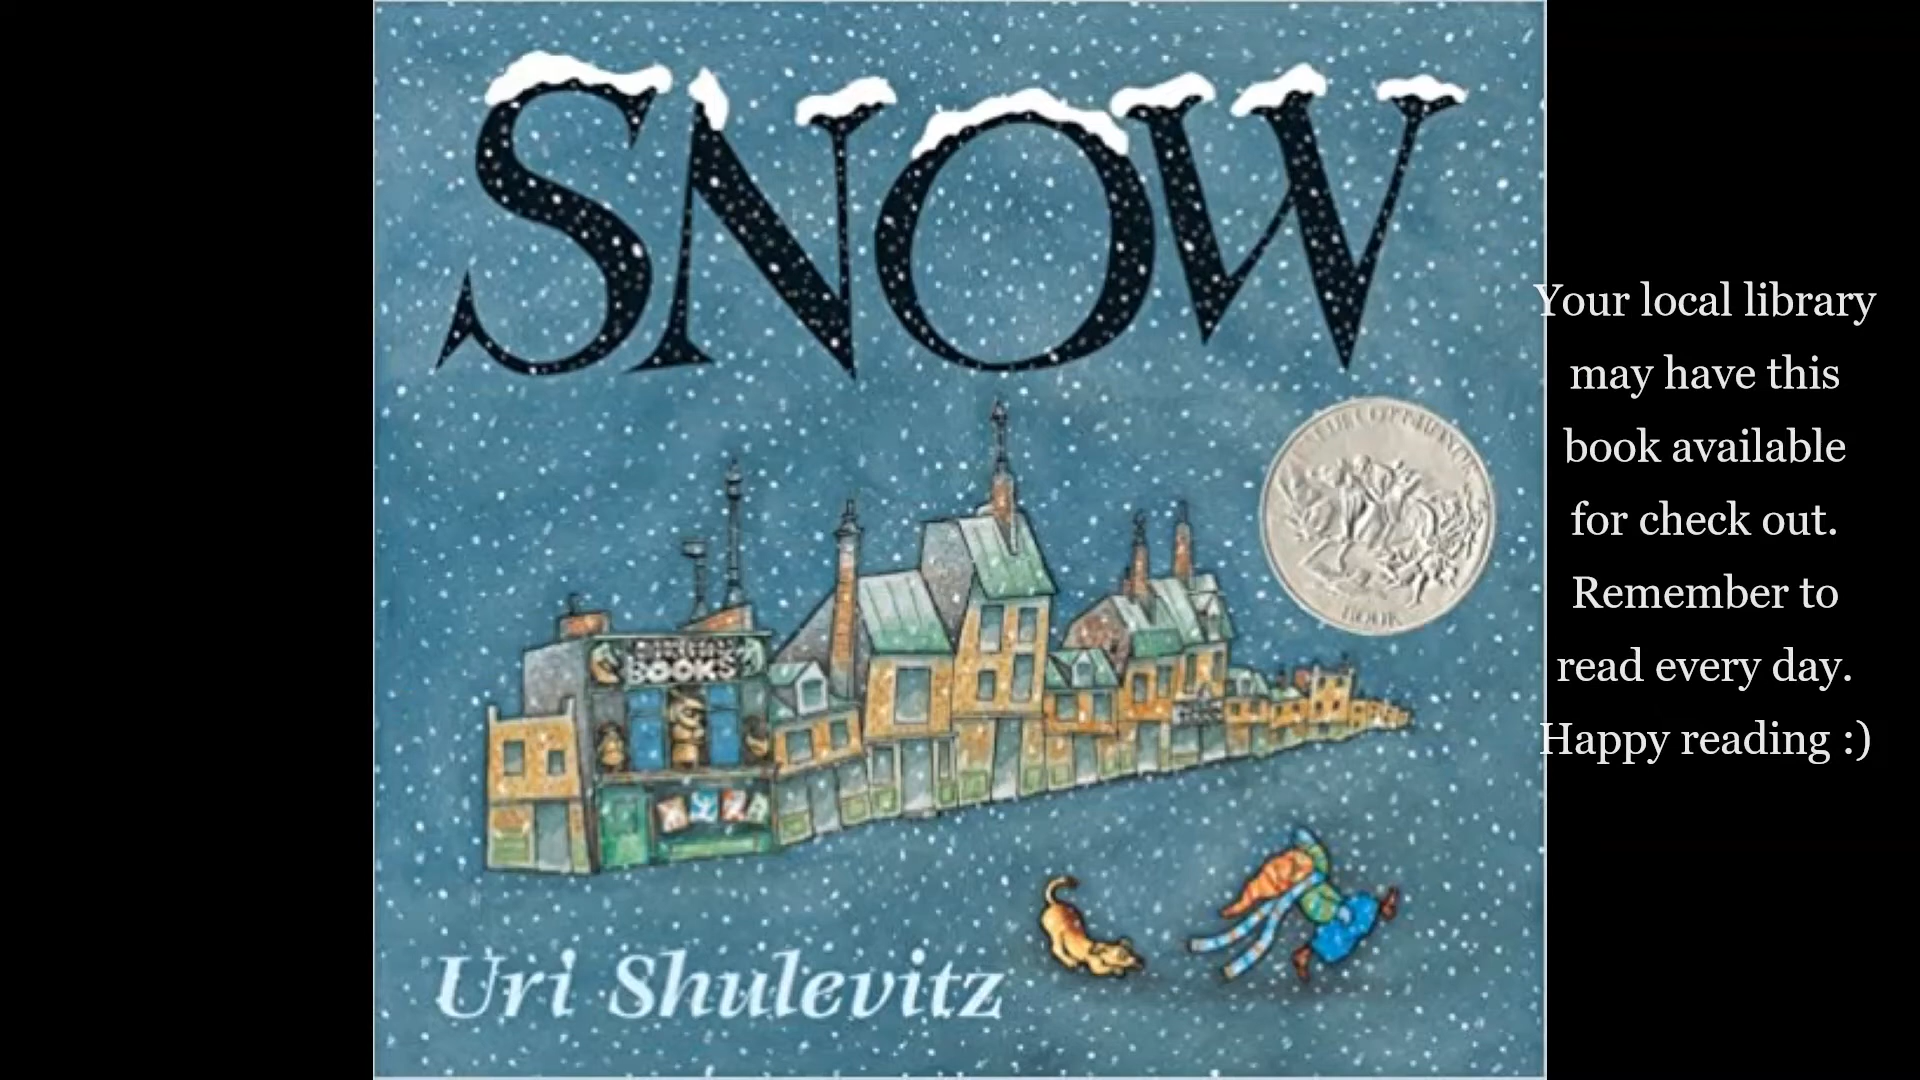 SNOW
BOOKS
BOOK
Uri Shulevitz
Your local library
may have this
book available
for check out.
Remember to
read every day.
Happy reading :)